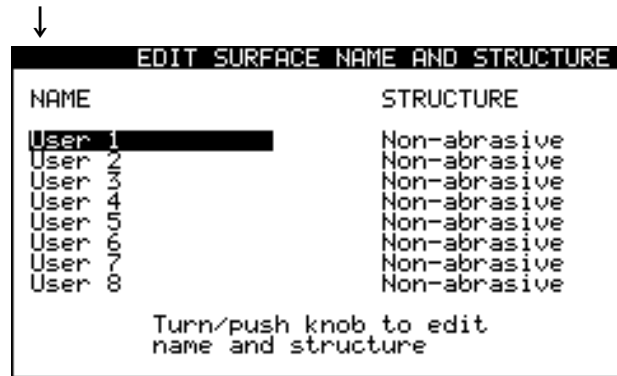 EDIT SURFACE NAME AND STRUCTURE
NAME STRUCTURE
User 1 Non-abrasive
User 2 Non-abrasive
User 3 Non-abrasive
User 4 Non-abrasive
User 5 Non-abrasive
User 6 Non-abrasive
User 7 Non-abrasive
User 8 Non-abrasive
Turn/push knob to edit
name and structure